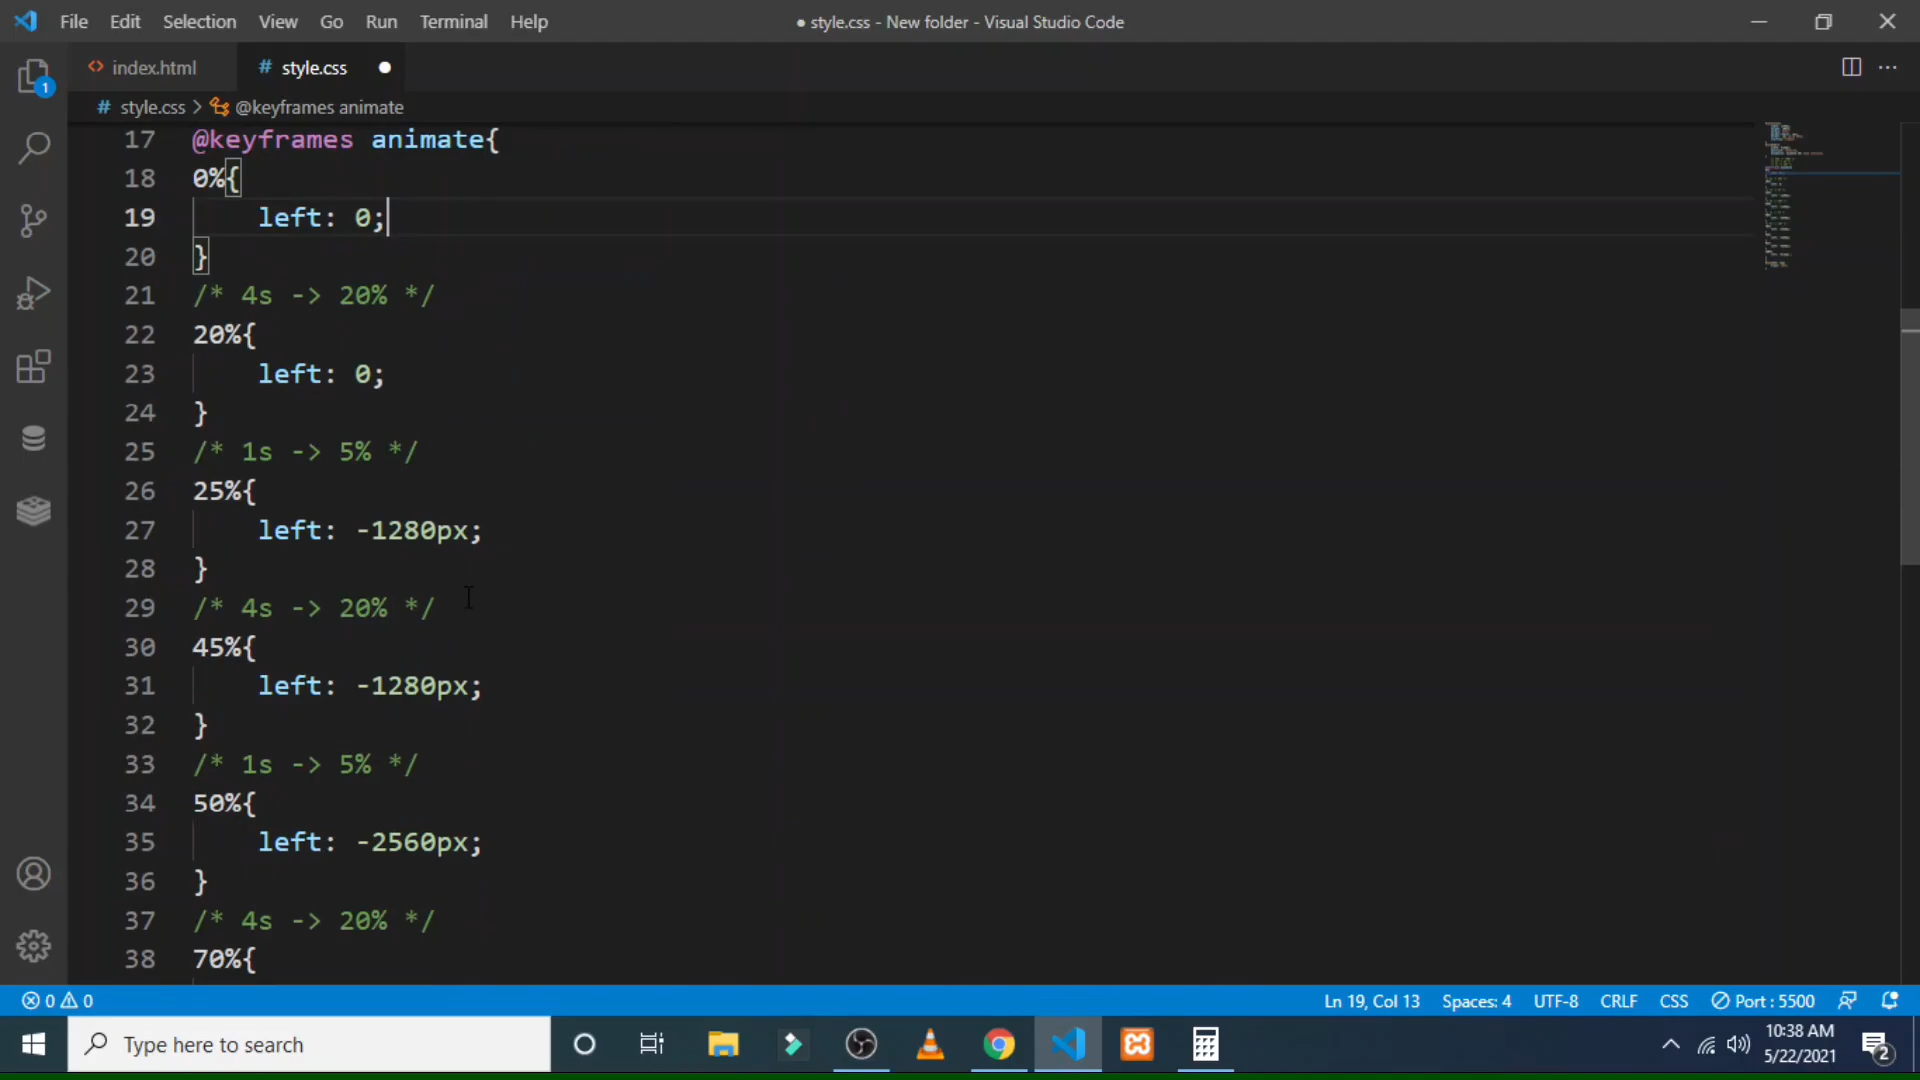 File Edit Selection View Go Run Terminal Help
● style.css - New folder - Visual Studio Code
1
<> index.html
# style.css ●
# style.css > @keyframes animate
17 @keyframes animate{
18 0%{
19     left: 0;
20 }
21 /* 4s -> 20% */
22 20%{
23     left: 0;
24 }
25 /* 1s -> 5% */
26 25%{
27     left: -1280px;
28 }
29 /* 4s -> 20% */
30 45%{
31     left: -1280px;
32 }
33 /* 1s -> 5% */
34 50%{
35     left: -2560px;
36 }
37 /* 4s -> 20% */
38 70%{
0 0
Ln 19, Col 13 Spaces: 4 UTF-8 CRLF CSS Port : 5500
Type here to search
10:38 AM
5/22/2021
2